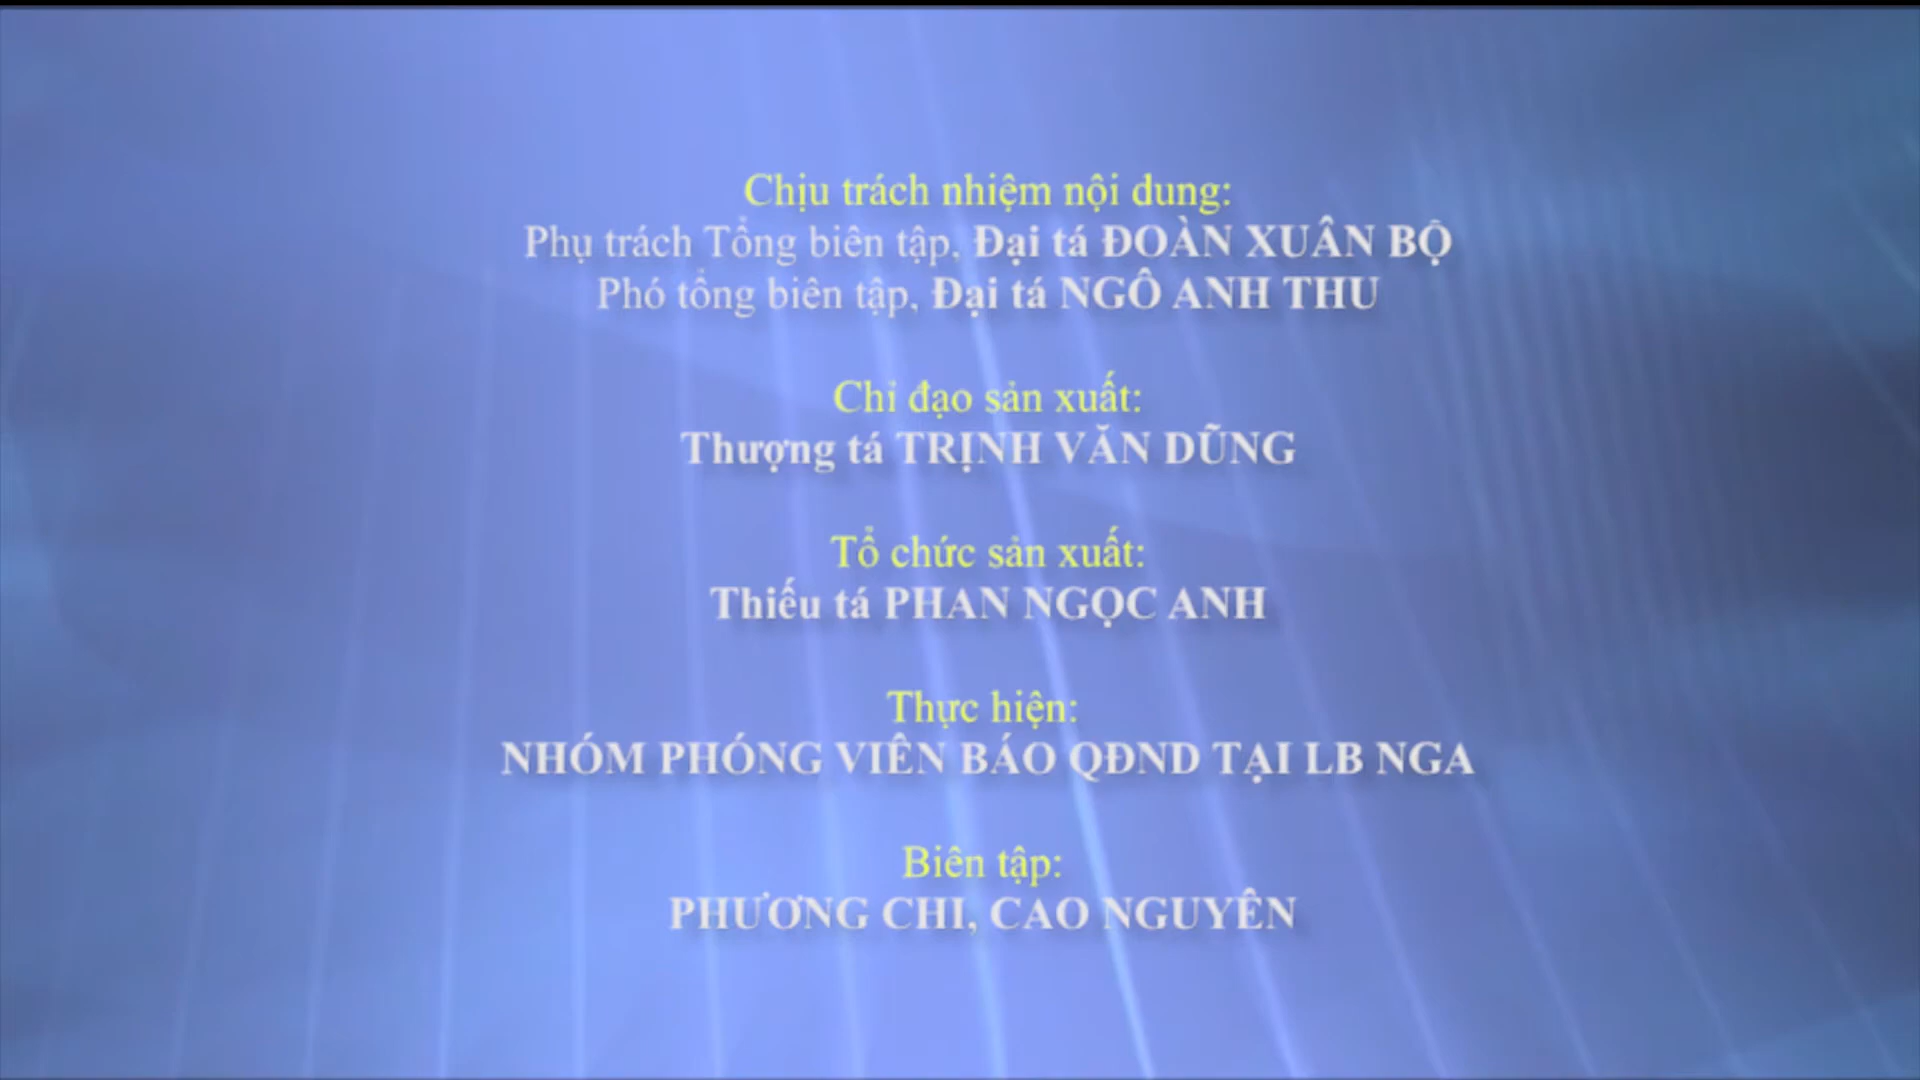 Chịu trách nhiệm nội dung:
Phụ trách Tổng biên tập, Đại tá ĐOÀN XUÂN BỘ
Phó tổng biên tập, Đại tá NGÔ ANH THU
Chỉ đạo sản xuất:
Thượng tá TRỊNH VĂN DŨNG
Tổ chức sản xuất:
Thiếu tá PHAN NGỌC ANH
Thực hiện:
NHÓM PHÓNG VIÊN BÁO QĐND TẠI LB NGA
Biên tập:
PHƯƠNG CHI, CAO NGUYÊN